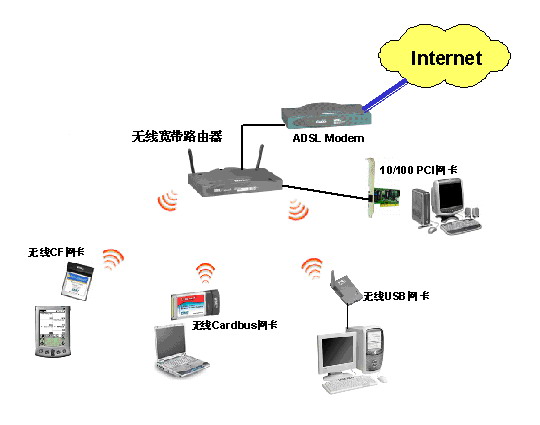 Internet
ADSL Modem
无线宽带路由器
10/100 PCI网卡
无线CF网卡
无线USB网卡
无线Cardbus网卡